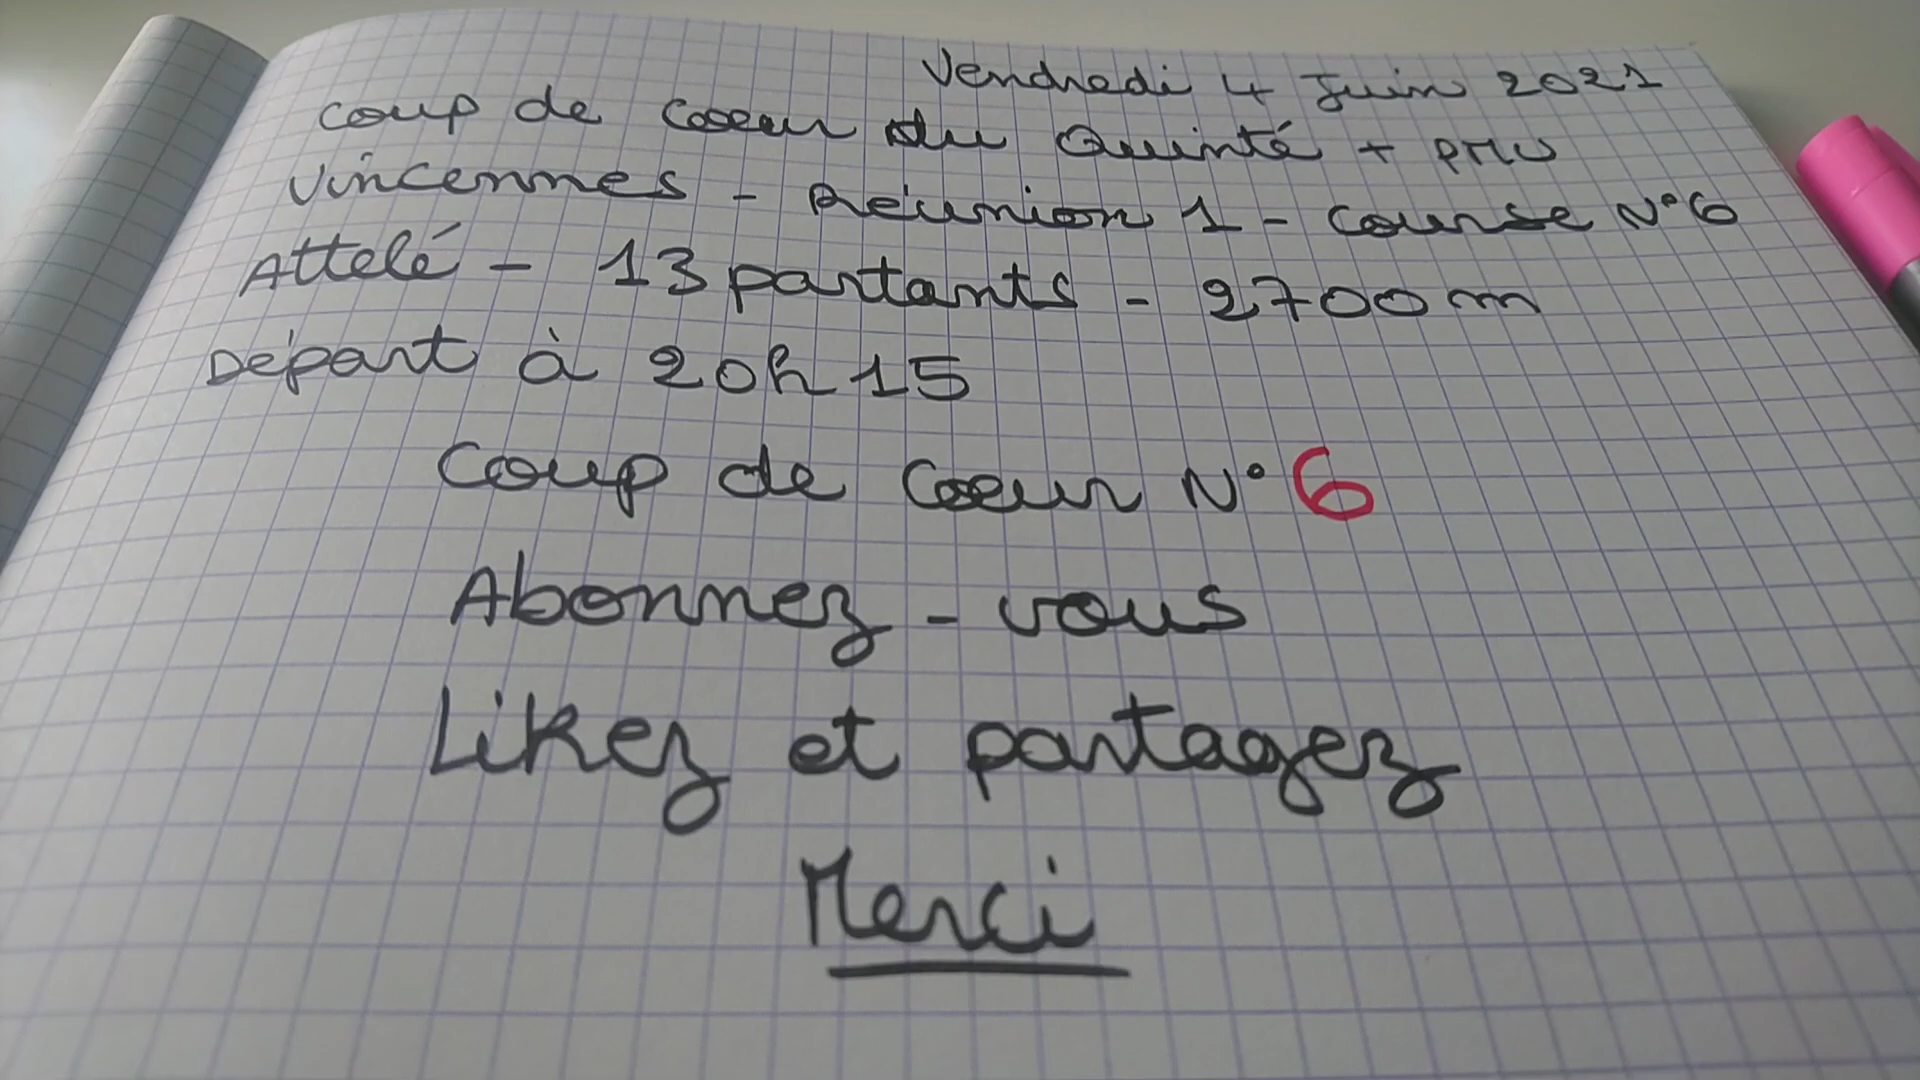 Vendredi 4 Juin 2021
Coup de Coeur du Quinté + PMU
Vincennes - Réunion 1 - Course N°6
Attelé - 13 partants - 2700 m
Départ à 20h15
Coup de Coeur N° 6
Abonnez-vous
Likez et partagez
Merci